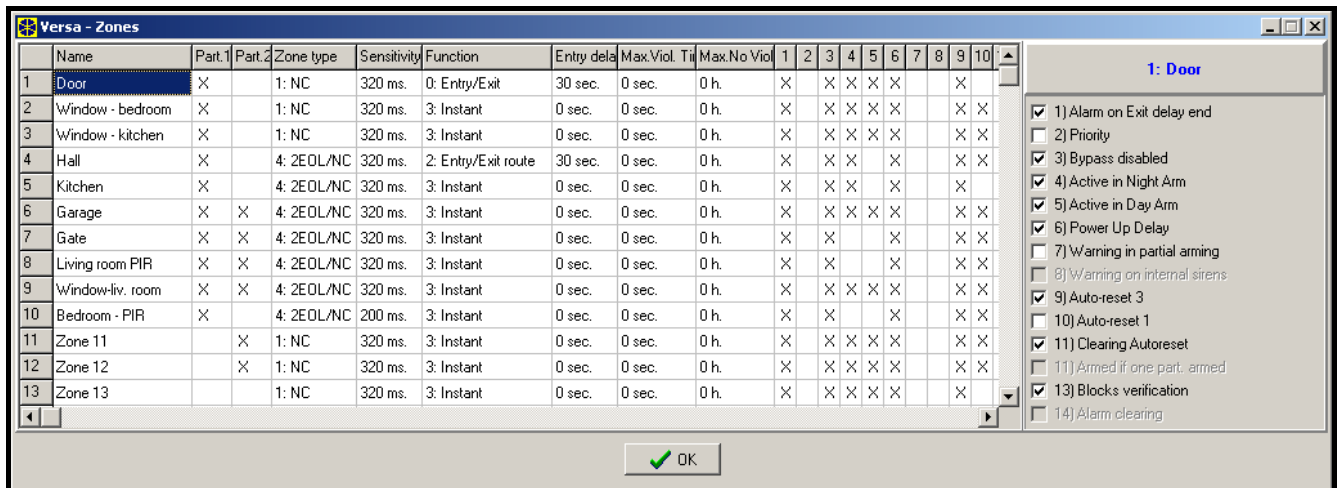 Versa - Zones
Name Part.1 Part.2 Zone type Sensitivity Function Entry dela Max.Viol. Ti Max.No Viol 1 2 3 4 5 6 7 8 9 10
1 Door X 1: NC 320 ms. 0: Entry/Exit 30 sec. 0 sec. 0 h. X X X X X X
2 Window - bedroom X 1: NC 320 ms. 3: Instant 0 sec. 0 sec. 0 h. X X X X X X X
3 Window - kitchen X 1: NC 320 ms. 3: Instant 0 sec. 0 sec. 0 h. X X X X X X X
4 Hall X 4: 2EOL/NC 320 ms. 2: Entry/Exit route 30 sec. 0 sec. 0 h. X X X X X X
5 Kitchen X 4: 2EOL/NC 320 ms. 3: Instant 0 sec. 0 sec. 0 h. X X X X X
6 Garage X X 4: 2EOL/NC 320 ms. 3: Instant 0 sec. 0 sec. 0 h. X X X X X X X
7 Gate X X 4: 2EOL/NC 320 ms. 3: Instant 0 sec. 0 sec. 0 h. X X X X X
8 Living room PIR X X 4: 2EOL/NC 320 ms. 3: Instant 0 sec. 0 sec. 0 h. X X X X X
9 Window-liv. room X X 4: 2EOL/NC 320 ms. 3: Instant 0 sec. 0 sec. 0 h. X X X X X X X
10 Bedroom - PIR X 4: 2EOL/NC 200 ms. 3: Instant 0 sec. 0 sec. 0 h. X X X X X
11 Zone 11 X 1: NC 320 ms. 3: Instant 0 sec. 0 sec. 0 h. X X X X X X X
12 Zone 12 X 1: NC 320 ms. 3: Instant 0 sec. 0 sec. 0 h. X X X X X X X
13 Zone 13 1: NC 320 ms. 3: Instant 0 sec. 0 sec. 0 h. X X X X X X
1: Door
1) Alarm on Exit delay end
2) Priority
3) Bypass disabled
4) Active in Night Arm
5) Active in Day Arm
6) Power Up Delay
7) Warning in partial arming
8) Warning on internal sirens
9) Auto-reset 3
10) Auto-reset 1
11) Clearing Autoreset
11) Armed if one part. armed
13) Blocks verification
14) Alarm clearing
OK